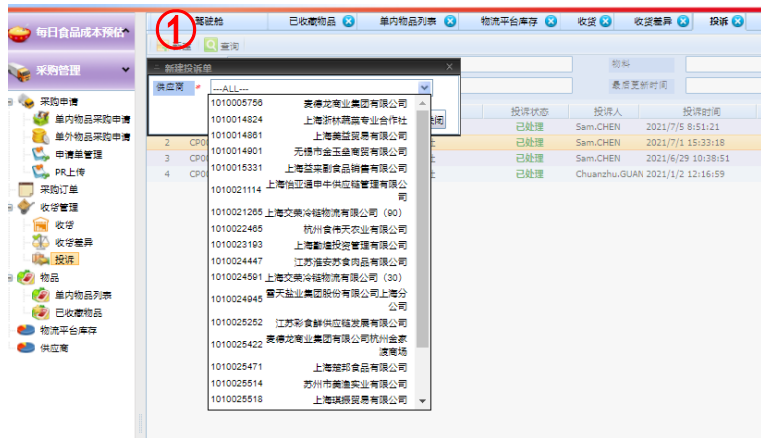 每日食品成本预估
采购管理
采购申请
单内物品采购申请
单外物品采购申请
申请单管理
PR上传
采购订单
收货管理
收货
收货差异
投诉
物品
单内物品列表
已收藏物品
物流平台库存
供应商
①
驾驶舱
已收藏物品
单内物品列表
物流平台库存
收货
收货差异
投诉
查询
物料
最后更新时间
新建投诉单
供应商 * ---ALL---
1010005756 麦德龙商业集团有限公司
1010014824 上海浙林蔬菜专业合作社
1010014861 上海美益贸易有限公司
1010014901 无锡市金玉垒商贸有限公司
1010015331 上海益来副食品销售有限公司
1010021114 上海怡亚通申牛供应链管理有限公
司
1010021265 上海交荣冷链物流有限公司（90）
1010022465 杭州食伟天农业有限公司
1010023193 上海勤煌投资管理有限公司
1010024447 江苏淮安苏食肉品有限公司
1010024591 上海交荣冷链物流有限公司（30）
1010024945 雪天盐业集团股份有限公司上海分
公司
1010025252 江苏彩食鲜供应链发展有限公司
1010025422 麦德龙商业集团有限公司杭州金家
渡商场
1010025471 上海楚邦食品有限公司
1010025514 苏州市美渔实业有限公司
1010025518 上海琪振贸易有限公司
投诉状态 投诉人 投诉时间
已处理 Sam.CHEN 2021/7/5 8:51:21
2 CP00 已处理 Sam.CHEN 2021/7/1 15:33:18
3 CP00 已处理 Sam.CHEN 2021/6/29 10:38:51
4 CP00 已处理 Chuanzhu.GUAN 2021/1/2 12:16:59